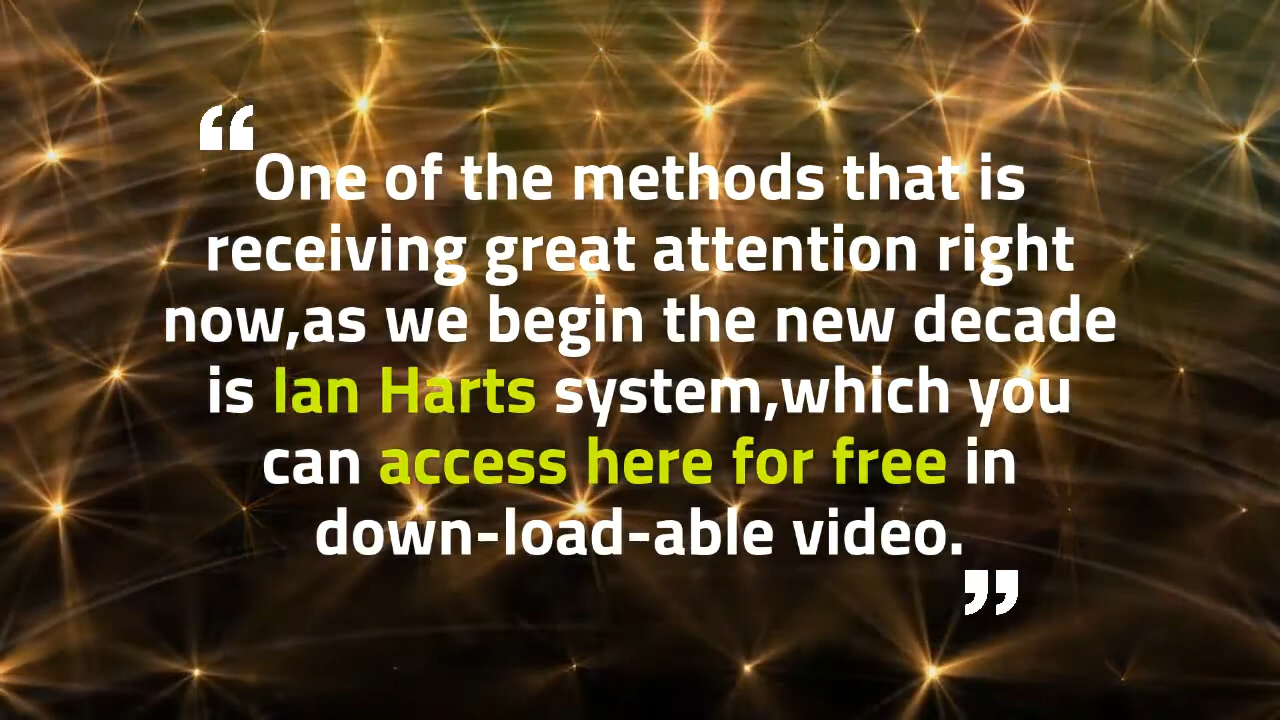 “One of the methods that is
receiving great attention right
now,as we begin the new decade
is Ian Harts system,which you
can access here for free in
down-load-able video.”